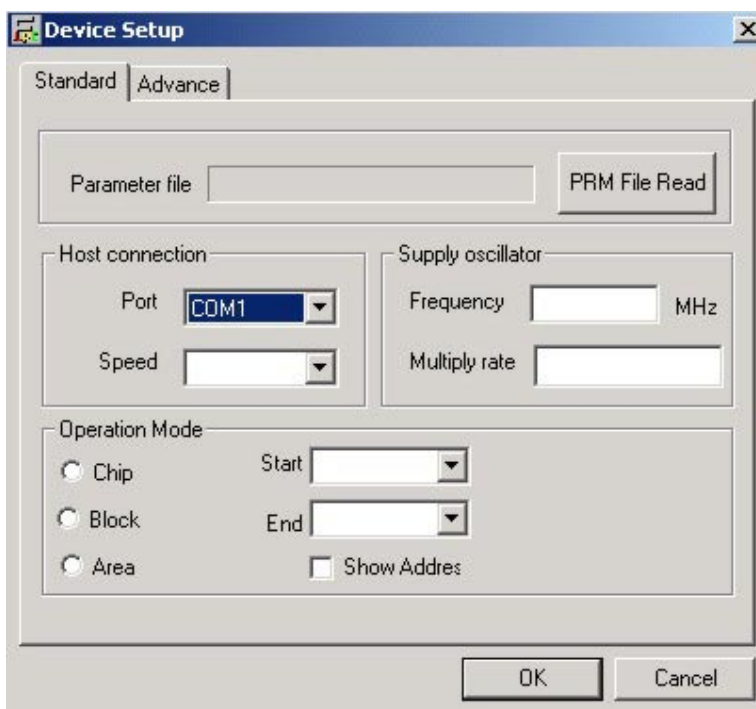 Device Setup
Standard Advance
Parameter file PRM File Read
Host connection
Port COM1
Speed
Supply oscillator
Frequency MHz
Multiply rate
Operation Mode
Chip
Block
Area
Start
End
Show Addres
OK Cancel